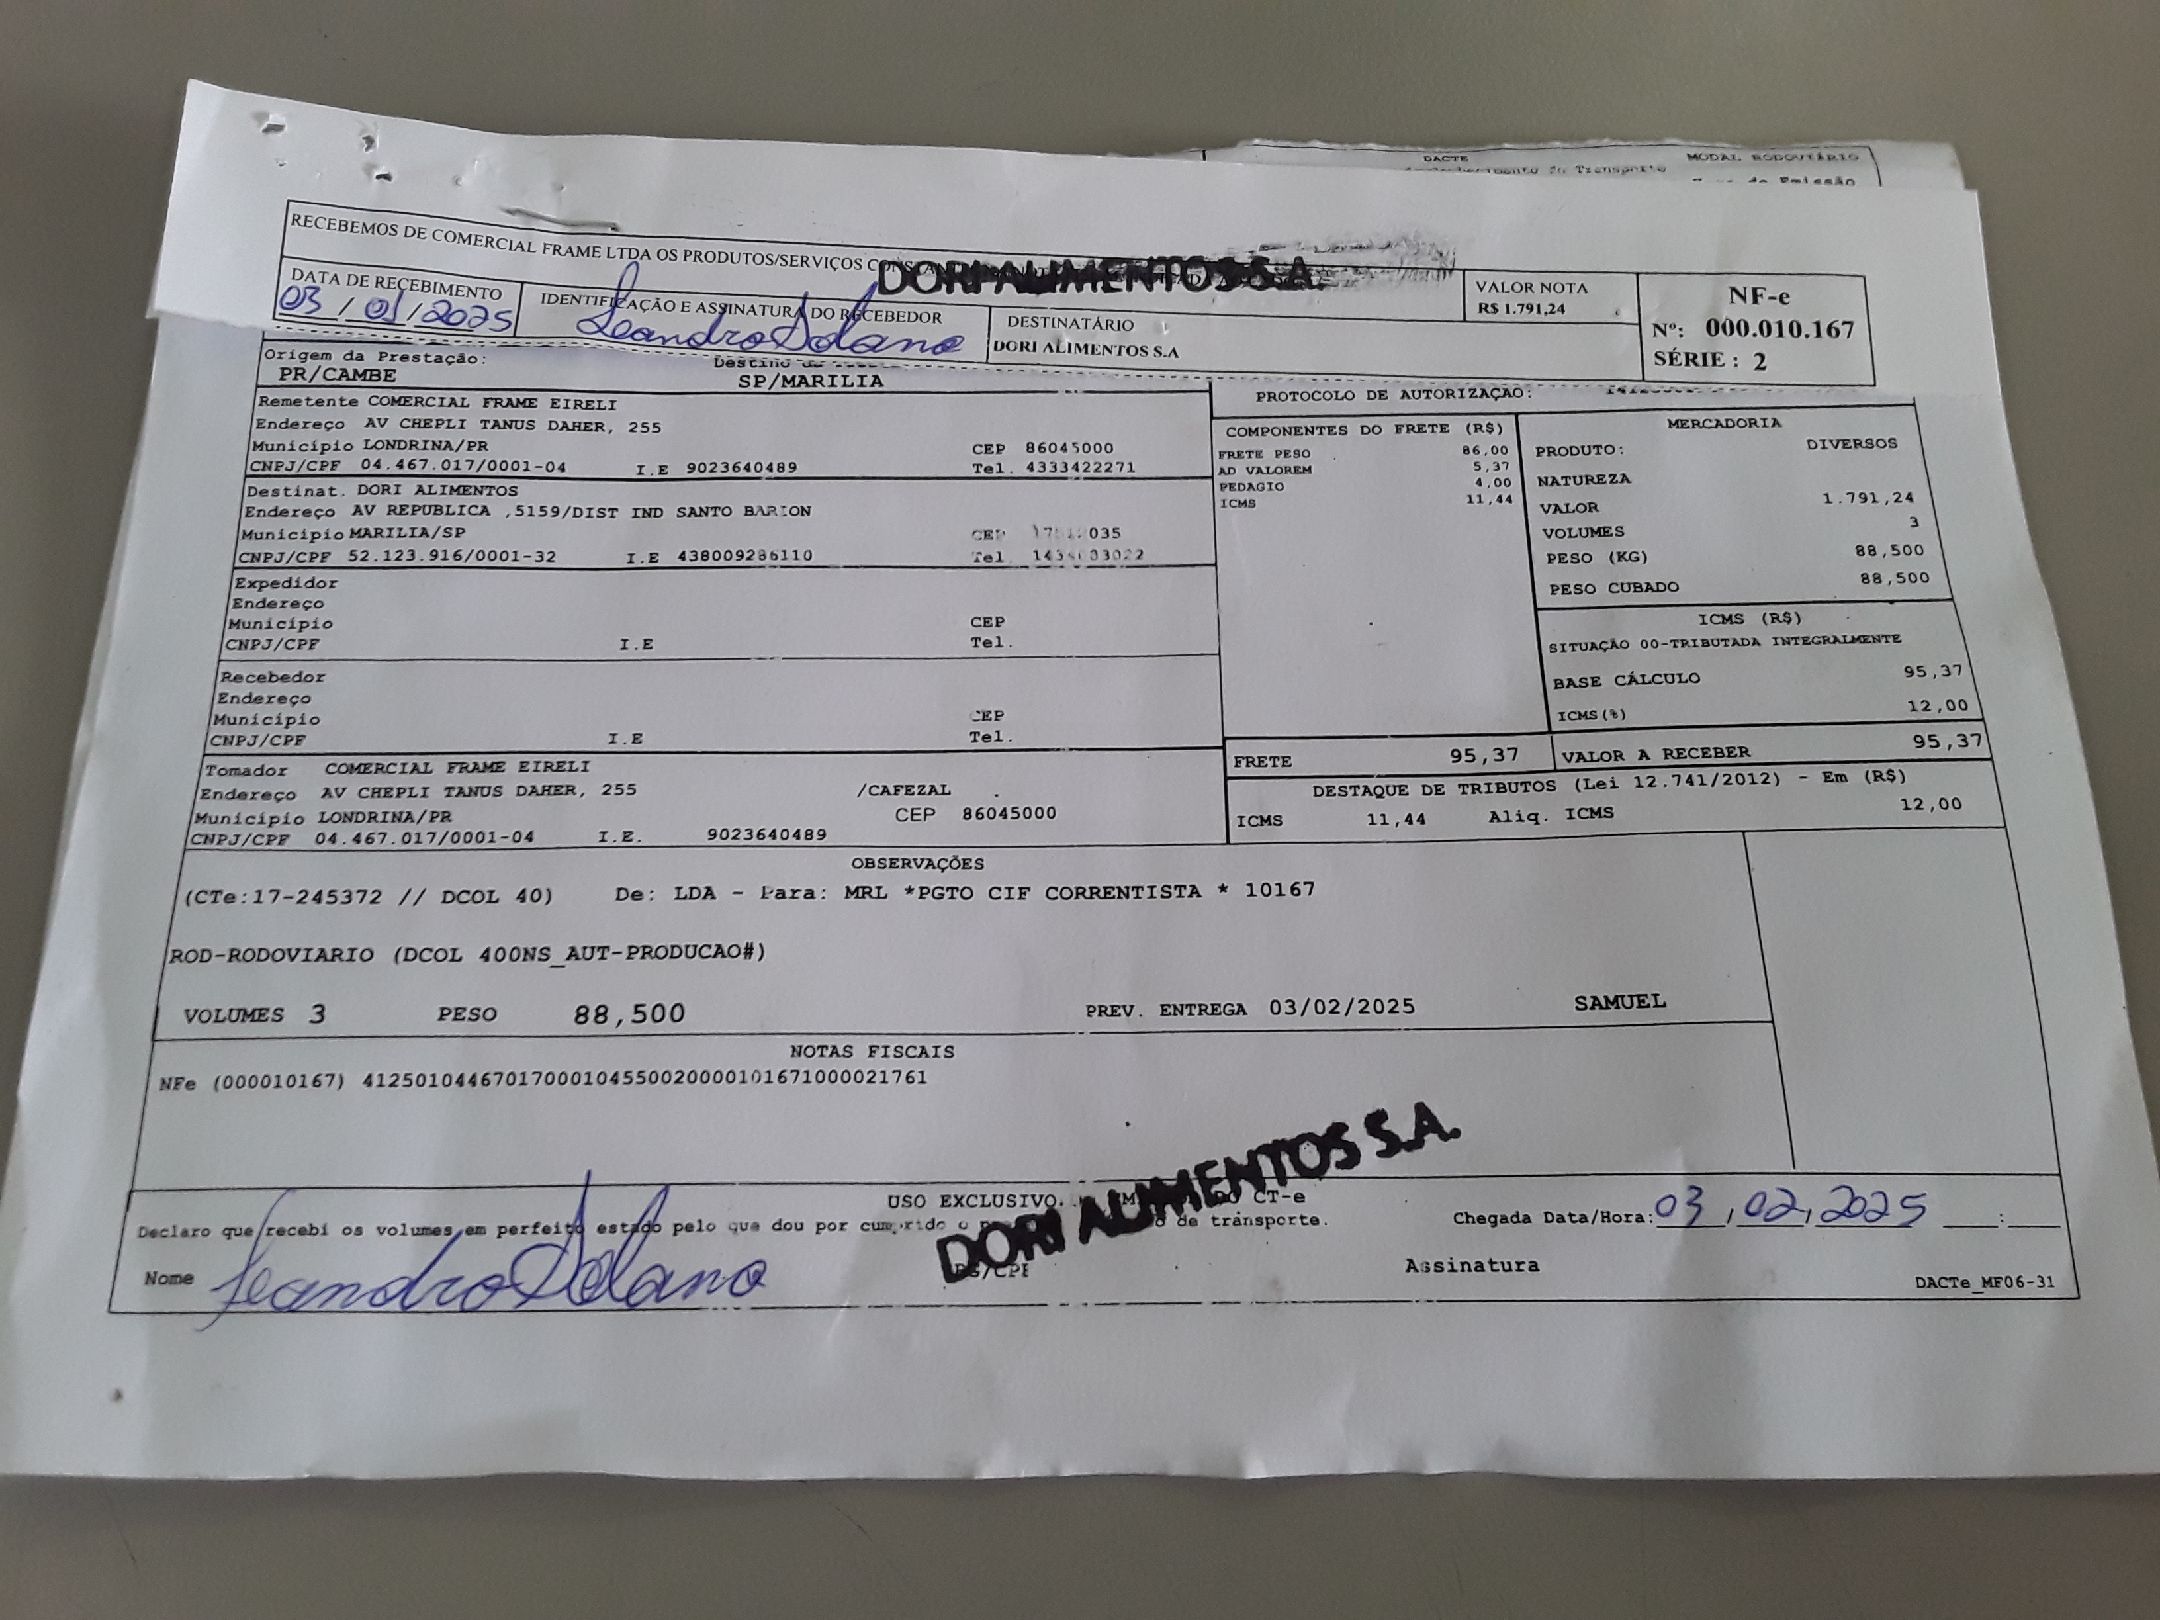 DACTE MODAL RODOVIÁRIO
RECEBEMOS DE COMERCIAL FRAME LTDA OS PRODUTOS/SERVIÇOS
DORI ALIMENTOS S.A.
DATA DE RECEBIMENTO
03/01/2025
IDENTIFICAÇÃO E ASSINATURA DO RECEBEDOR
Leandro Solano
DESTINATÁRIO
DORI ALIMENTOS S.A
VALOR NOTA
R$ 1.791,24
NF-e
Nº: 000.010.167
SÉRIE : 2
Origem da Prestação:
PR/CAMBE
Destino
SP/MARILIA
Remetente COMERCIAL FRAME EIRELI
Endereço AV CHEPLI TANUS DAHER, 255
Município LONDRINA/PR CEP 86045000
CNPJ/CPF 04.467.017/0001-04 I.E 9023640489 Tel. 4333422271
Destinat. DORI ALIMENTOS
Endereço AV REPUBLICA ,5159/DIST IND SANTO BARION
Município MARILIA/SP CEP
CNPJ/CPF 52.123.916/0001-32 I.E 438009286110 Tel
Expedidor
Endereço
Município CEP
CNPJ/CPF I.E Tel.
Recebedor
Endereço
Município CEP
CNPJ/CPF I.E Tel.
Tomador COMERCIAL FRAME EIRELI
Endereço AV CHEPLI TANUS DAHER, 255 /CAFEZAL
Município LONDRINA/PR CEP 86045000
CNPJ/CPF 04.467.017/0001-04 I.E. 9023640489
PROTOCOLO DE AUTORIZAÇAO:
COMPONENTES DO FRETE (R$)
FRETE PESO 86,00
AD VALOREM 5,37
PEDAGIO 4,00
ICMS 11,44
MERCADORIA
PRODUTO: DIVERSOS
NATUREZA
VALOR 1.791,24
VOLUMES 3
PESO (KG) 88,500
PESO CUBADO 88,500
ICMS (R$)
SITUAÇÃO 00-TRIBUTADA INTEGRALMENTE
BASE CÁLCULO 95,37
ICMS(%) 12,00
FRETE 95,37 VALOR A RECEBER 95,37
DESTAQUE DE TRIBUTOS (Lei 12.741/2012) - Em (R$)
ICMS 11,44 Aliq. ICMS 12,00
OBSERVAÇÕES
(CTe:17-245372 // DCOL 40) De: LDA - Para: MRL *PGTO CIF CORRENTISTA * 10167
ROD-RODOVIARIO (DCOL 400NS_AUT-PRODUCAO#)
VOLUMES 3 PESO 88,500 PREV. ENTREGA 03/02/2025 SAMUEL
NOTAS FISCAIS
NFe (000010167) 41250104467017000104550020000101671000021761
USO EXCLUSIVO CT-e
Declaro que recebi os volumes em perfeito estado pelo que dou por cumprido o de transporte.
Chegada Data/Hora: 03/02/2025 __:__
DORI ALIMENTOS S.A.
Nome Leandro Solano RG/CPF Assinatura
DACTe_MF06-31